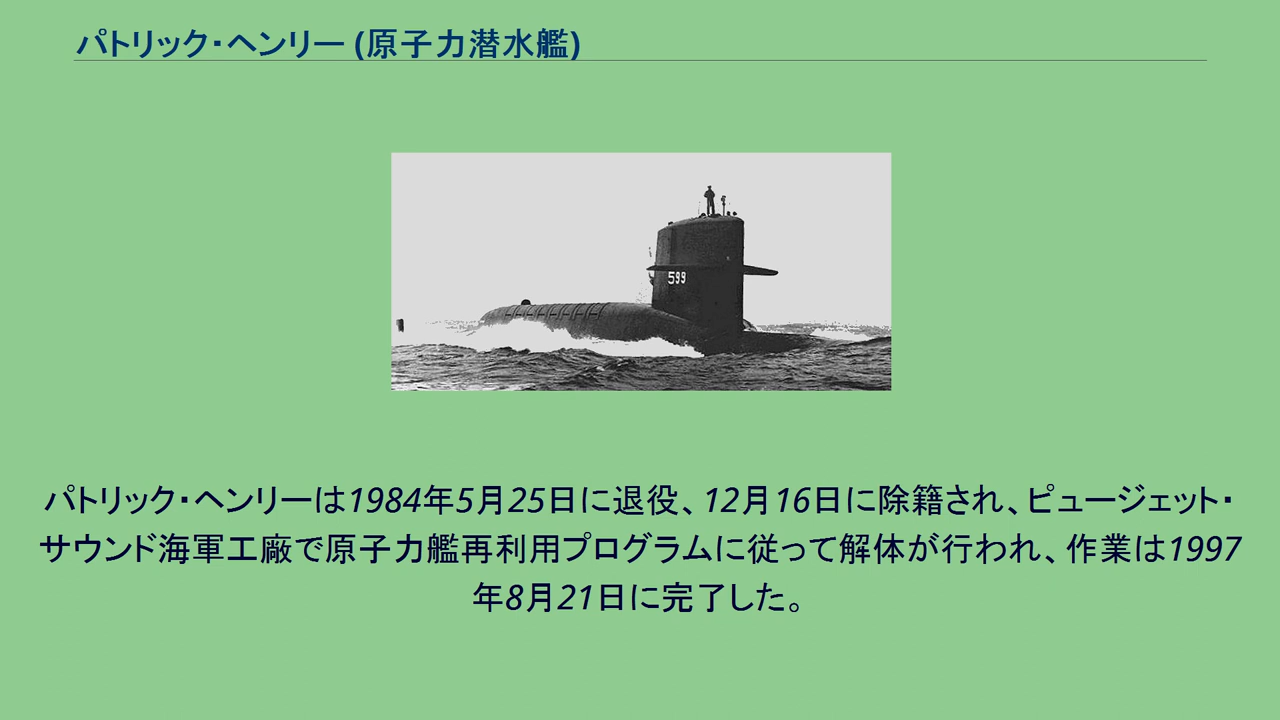 パトリック・ヘンリー (原子力潜水艦)
599
パトリック・ヘンリーは1984年5月25日に退役、12月16日に除籍され、ピュージェット・
サウンド海軍工廠で原子力艦再利用プログラムに従って解体が行われ、作業は1997
年8月21日に完了した。